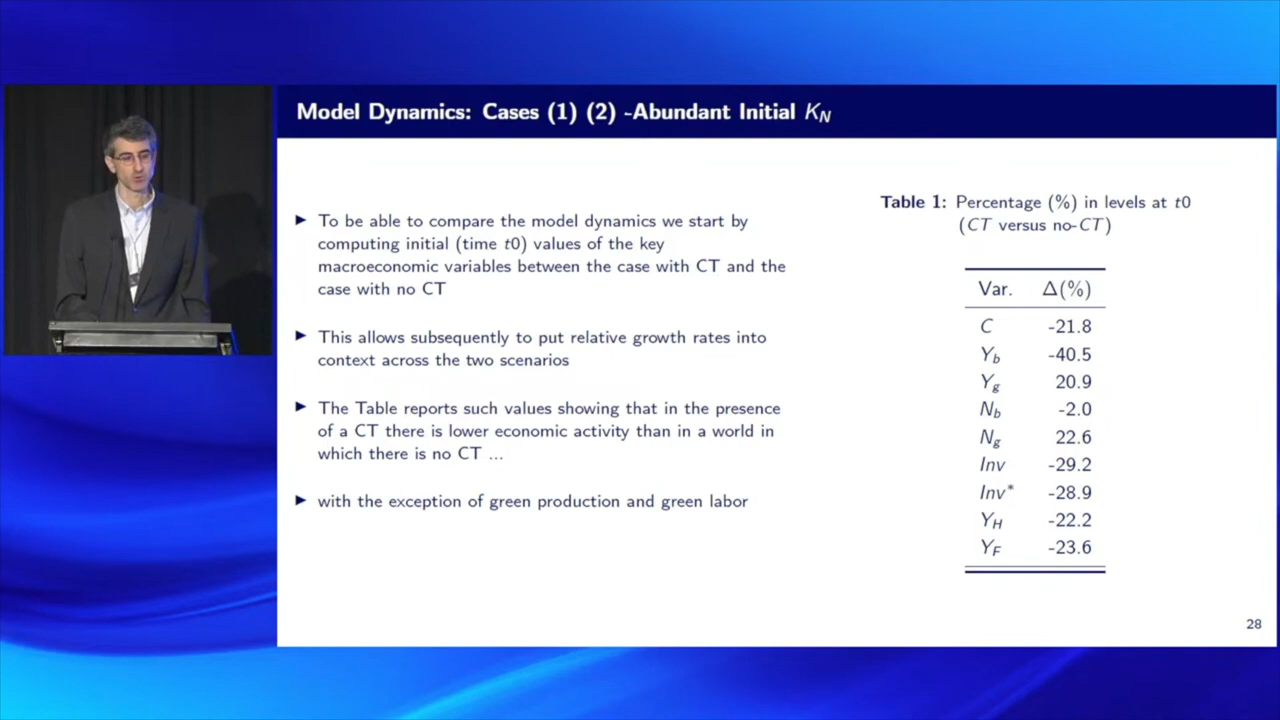 Model Dynamics: Cases (1) (2) -Abundant Initial K_N
▶ To be able to compare the model dynamics we start by
computing initial (time t0) values of the key
macroeconomic variables between the case with CT and the
case with no CT
▶ This allows subsequently to put relative growth rates into
context across the two scenarios
▶ The Table reports such values showing that in the presence
of a CT there is lower economic activity than in a world in
which there is no CT ...
▶ with the exception of green production and green labor
Table 1: Percentage (%) in levels at t0
(CT versus no-CT)
Var. Δ(%)
C -21.8
Y_b -40.5
Y_g 20.9
N_b -2.0
N_g 22.6
Inv -29.2
Inv* -28.9
Y_H -22.2
Y_F -23.6
28